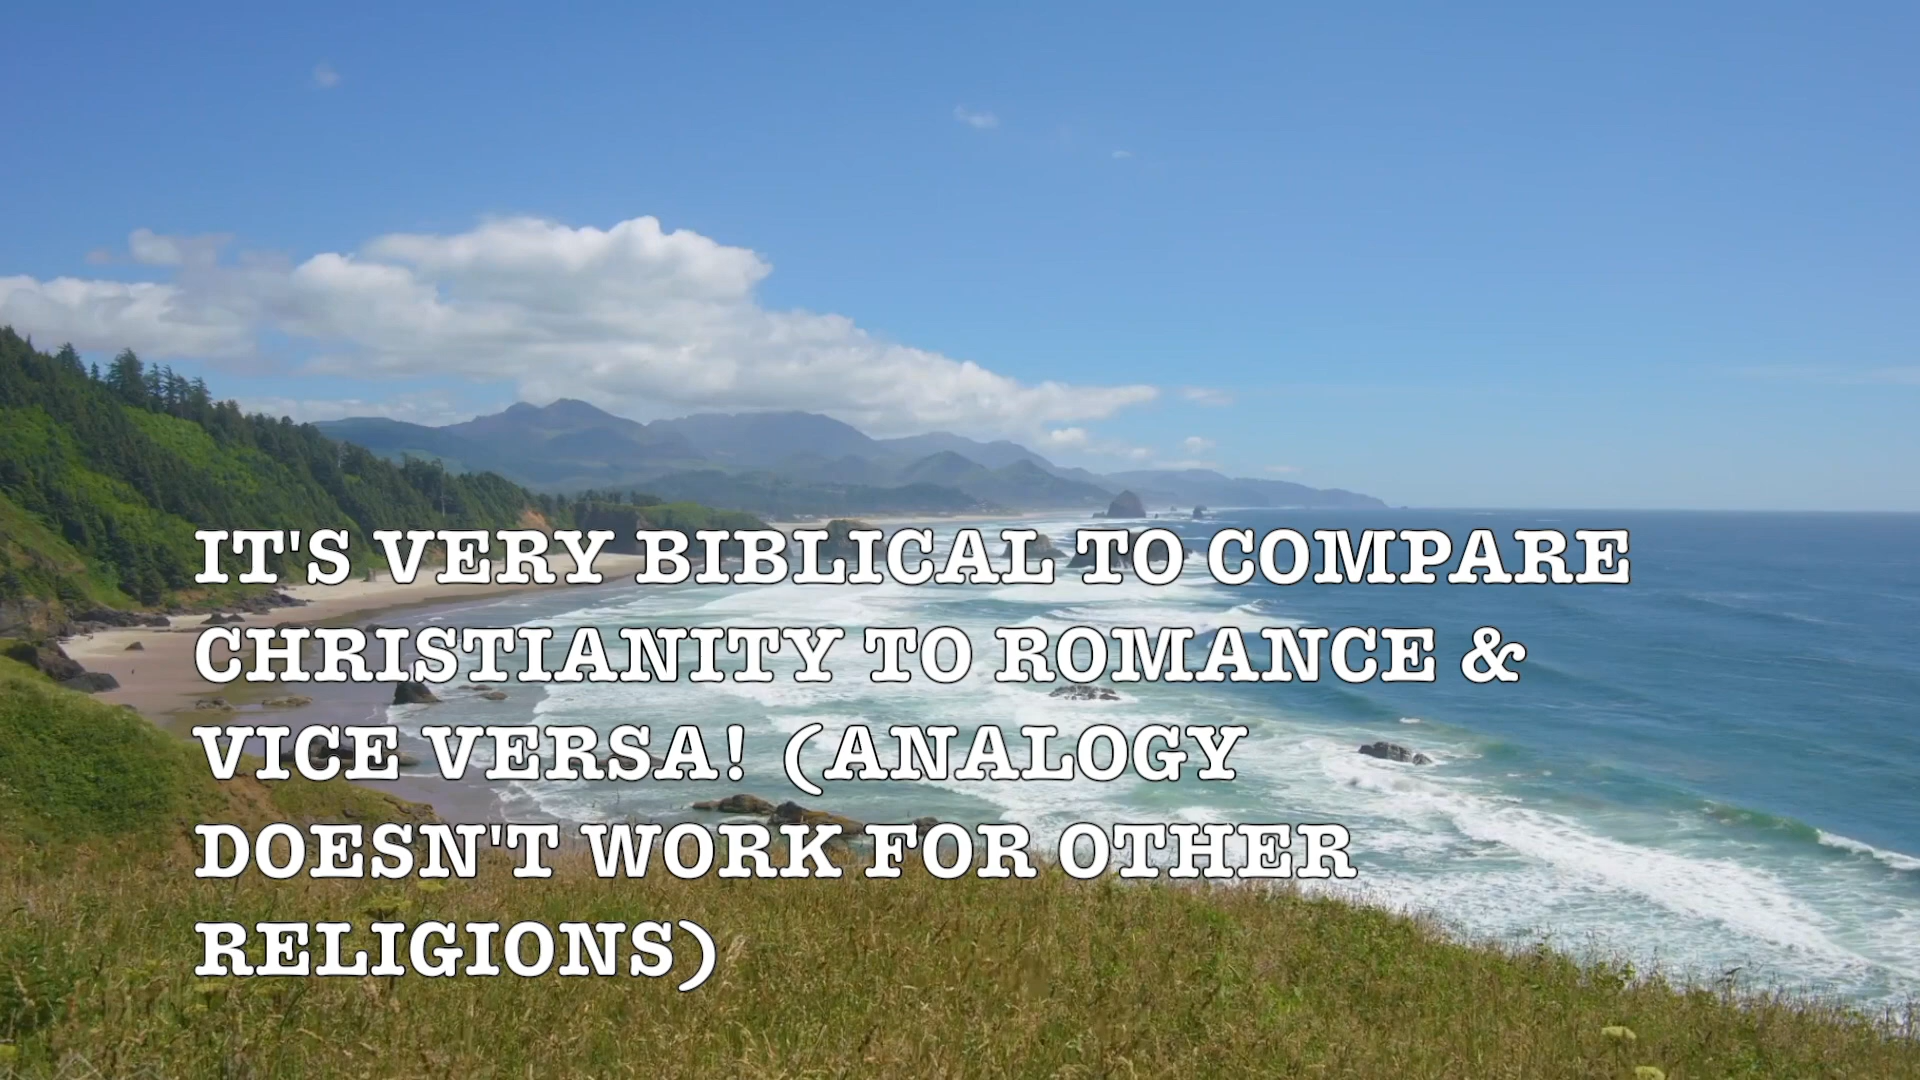 IT'S VERY BIBLICAL TO COMPARE
CHRISTIANITY TO ROMANCE &
VICE VERSA! (ANALOGY
DOESN'T WORK FOR OTHER
RELIGIONS)